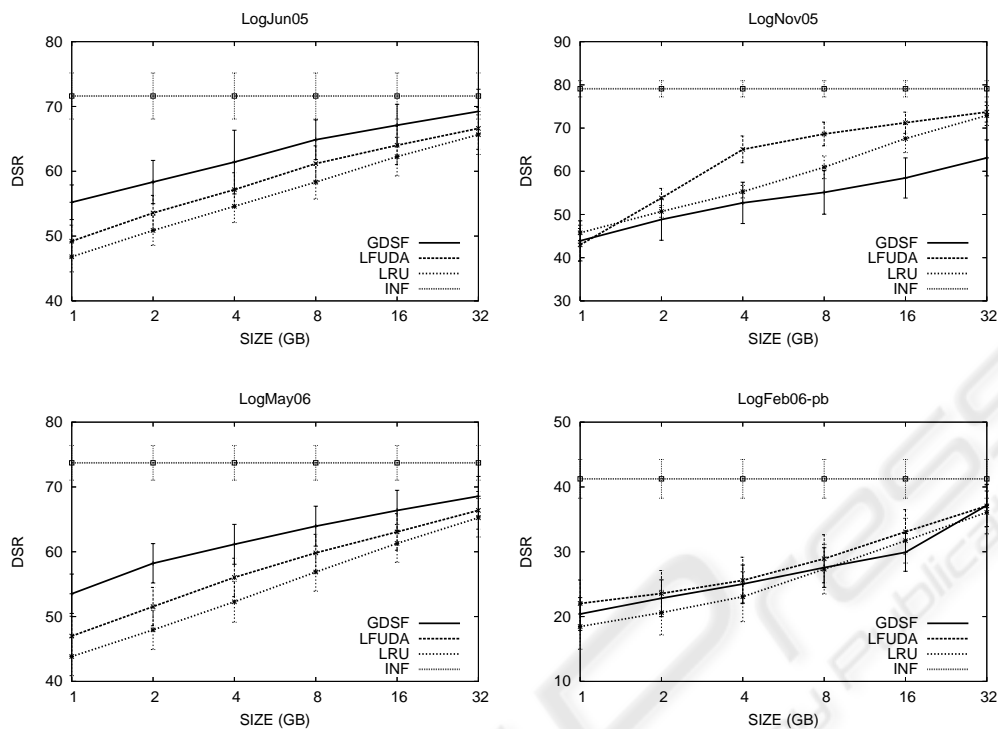 LogJun05
80
70
60
50
40
DSR
1 2 4 8 16 32
SIZE (GB)
GDSF
LFUDA
LRU
INF
LogNov05
90
80
70
60
50
40
30
DSR
1 2 4 8 16 32
SIZE (GB)
GDSF
LFUDA
LRU
INF
LogMay06
80
70
60
50
40
DSR
1 2 4 8 16 32
SIZE (GB)
GDSF
LFUDA
LRU
INF
LogFeb06-pb
50
40
30
20
10
DSR
1 2 4 8 16 32
SIZE (GB)
GDSF
LFUDA
LRU
INF